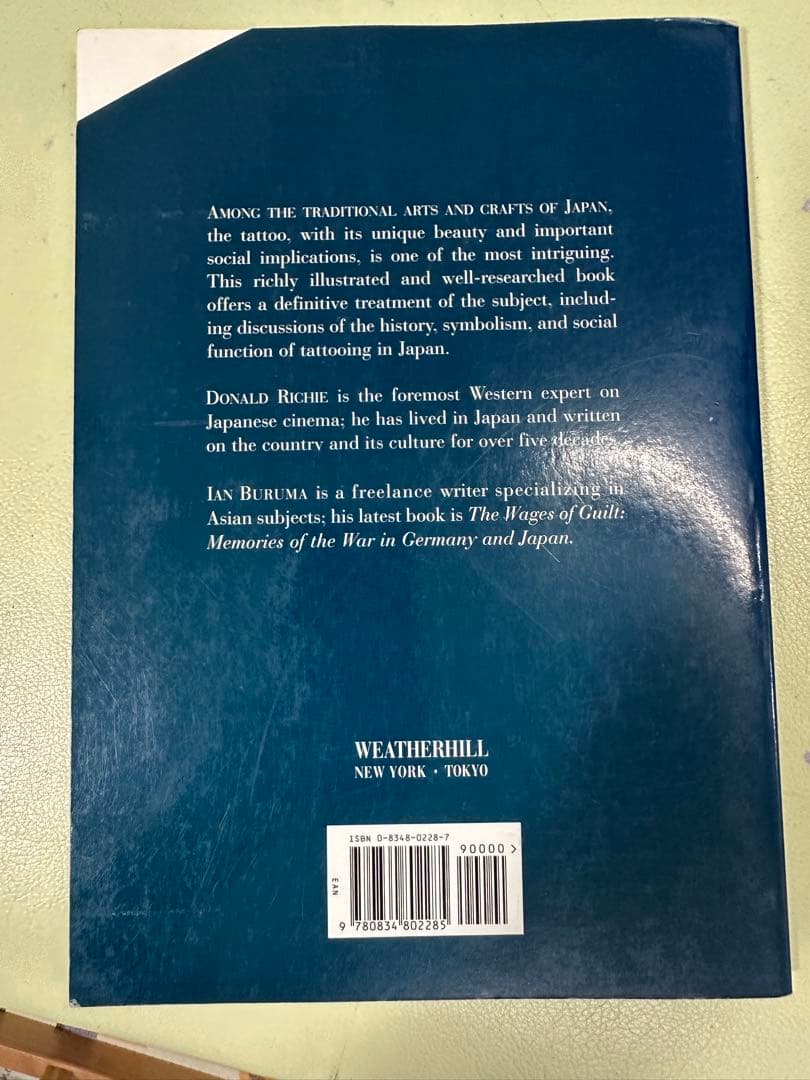 AMONG THE TRADITIONAL ARTS AND CRAFTS OF JAPAN,
the tattoo, with its unique beauty and important
social implications, is one of the most intriguing.
This richly illustrated and well-researched book
offers a definitive treatment of the subject, includ-
ing discussions of the history, symbolism, and social
function of tattooing in Japan.
DONALD RICHIE is the foremost Western expert on
Japanese cinema; he has lived in Japan and written
on the country and its culture for over five decades.
IAN BURUMA is a freelance writer specializing in
Asian subjects; his latest book is The Wages of Guilt:
Memories of the War in Germany and Japan.
WEATHERHILL
NEW YORK · TOKYO
ISBN 0-8348-0228-7
90000>
EAN
9 780834 802285